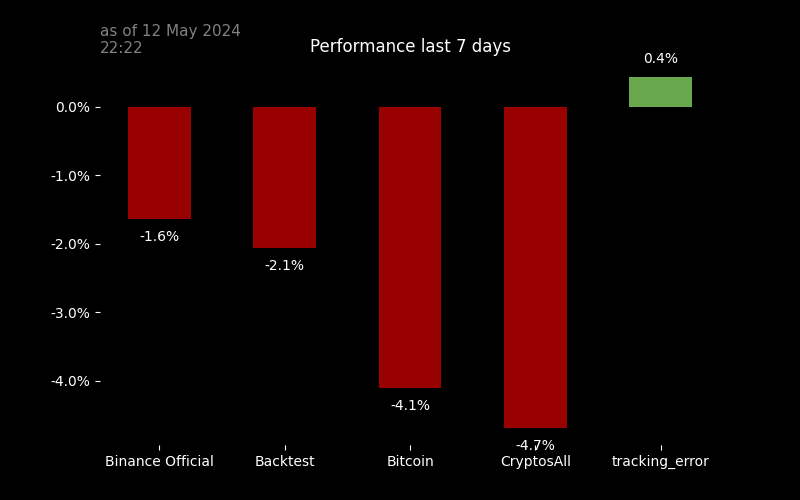 as of 12 May 2024
22:22
Performance last 7 days
0.4%
0.0%
-1.0%
-2.0%
-3.0%
-4.0%
-1.6%
-2.1%
-4.1%
-4.7%
Binance Official
Backtest
Bitcoin
CryptosAll
tracking_error